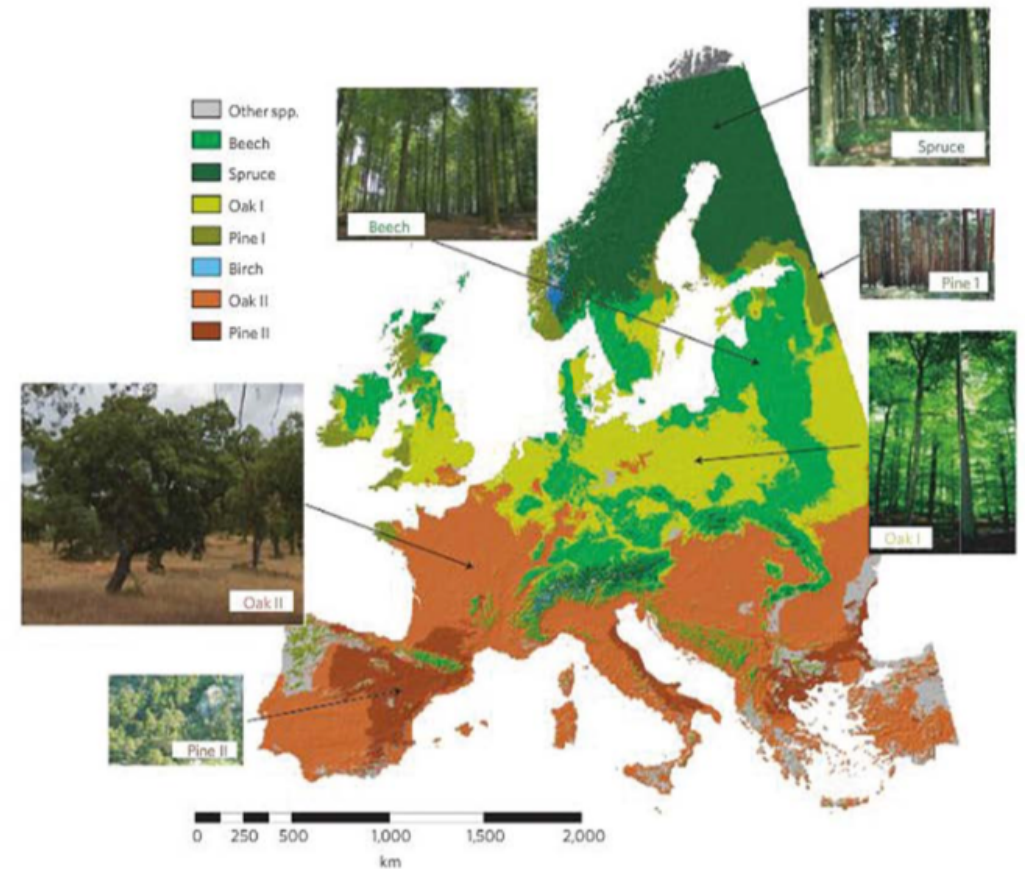 Other spp.
Beech
Spruce
Oak I
Pine I
Birch
Oak II
Pine II
Beech
Spruce
Pine 1
Oak I
Oak II
Pine II
0 250 500 1,000 1,500 2,000
km